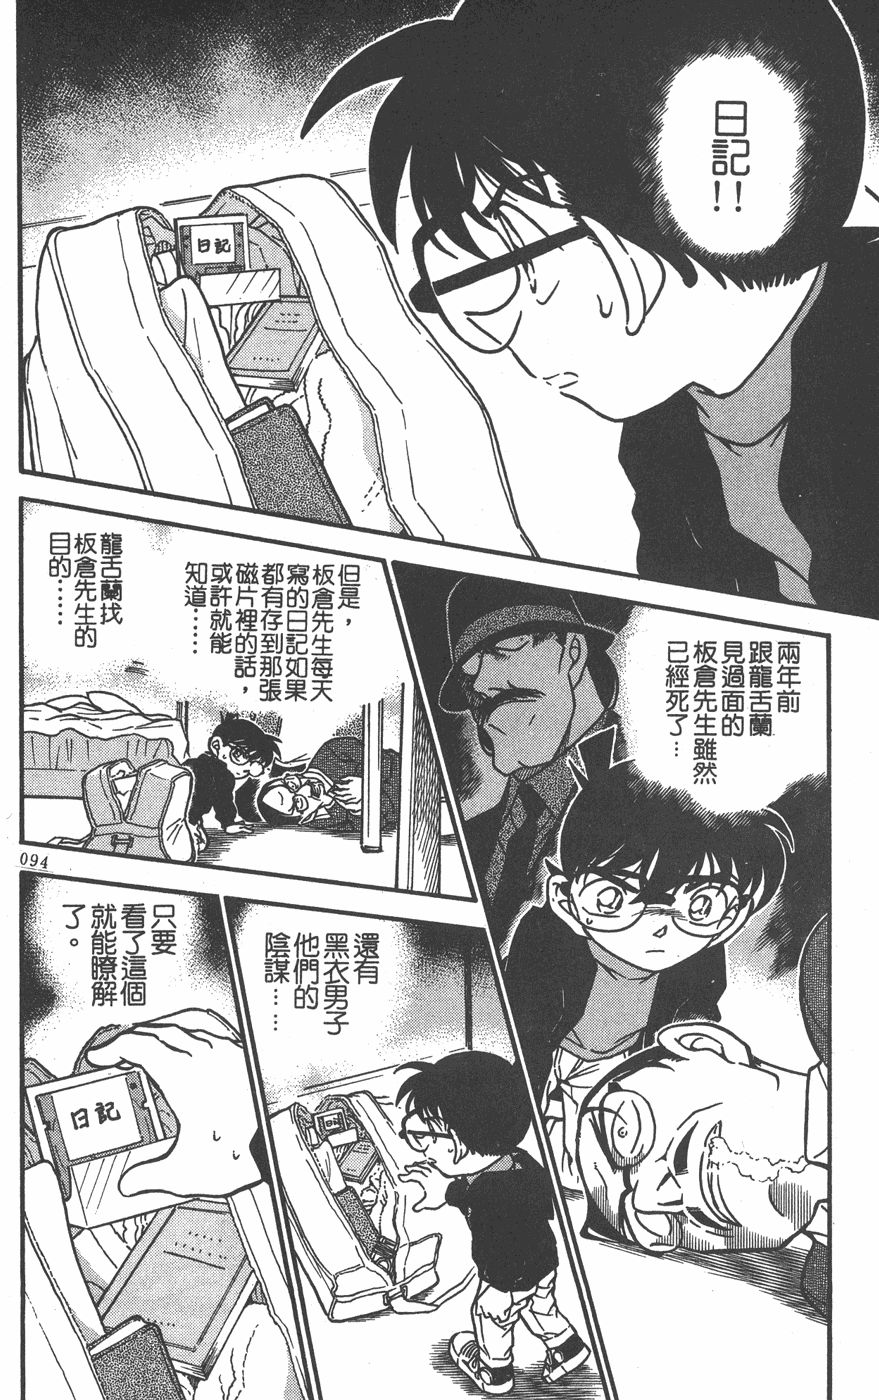 日記!!
日記
兩年前
跟龍舌蘭
見過面的
板倉先生雖然
已經死了…
但是，
板倉先生每天
寫的日記如果
都有存到那張
磁片裡的話，
或許就能
知道……
龍舌蘭找
板倉先生的
目的……
094
還有
黑衣男子
他們的
陰謀……
日記
只要
看了這個
就能瞭解
了。
日記